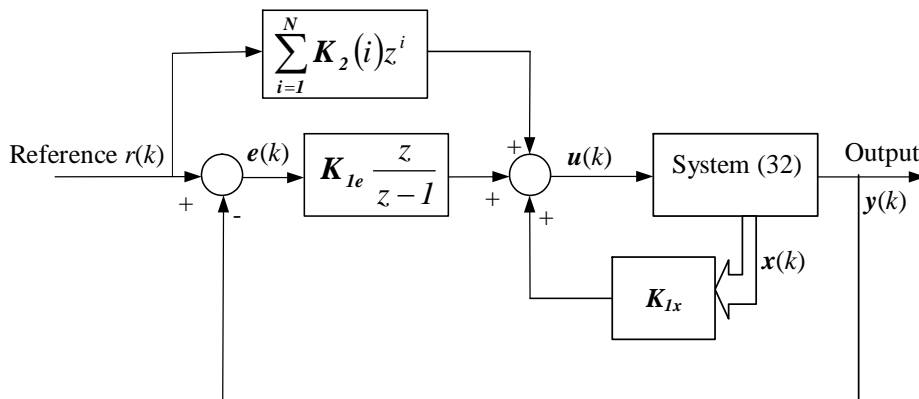 N
∑ K₂(i)zⁱ
i=1
Reference r(k)
e(k)
K₁ₑ z
z − 1
+
-
+
+
+
u(k)
System (32)
Output
y(k)
x(k)
K₁ₓ